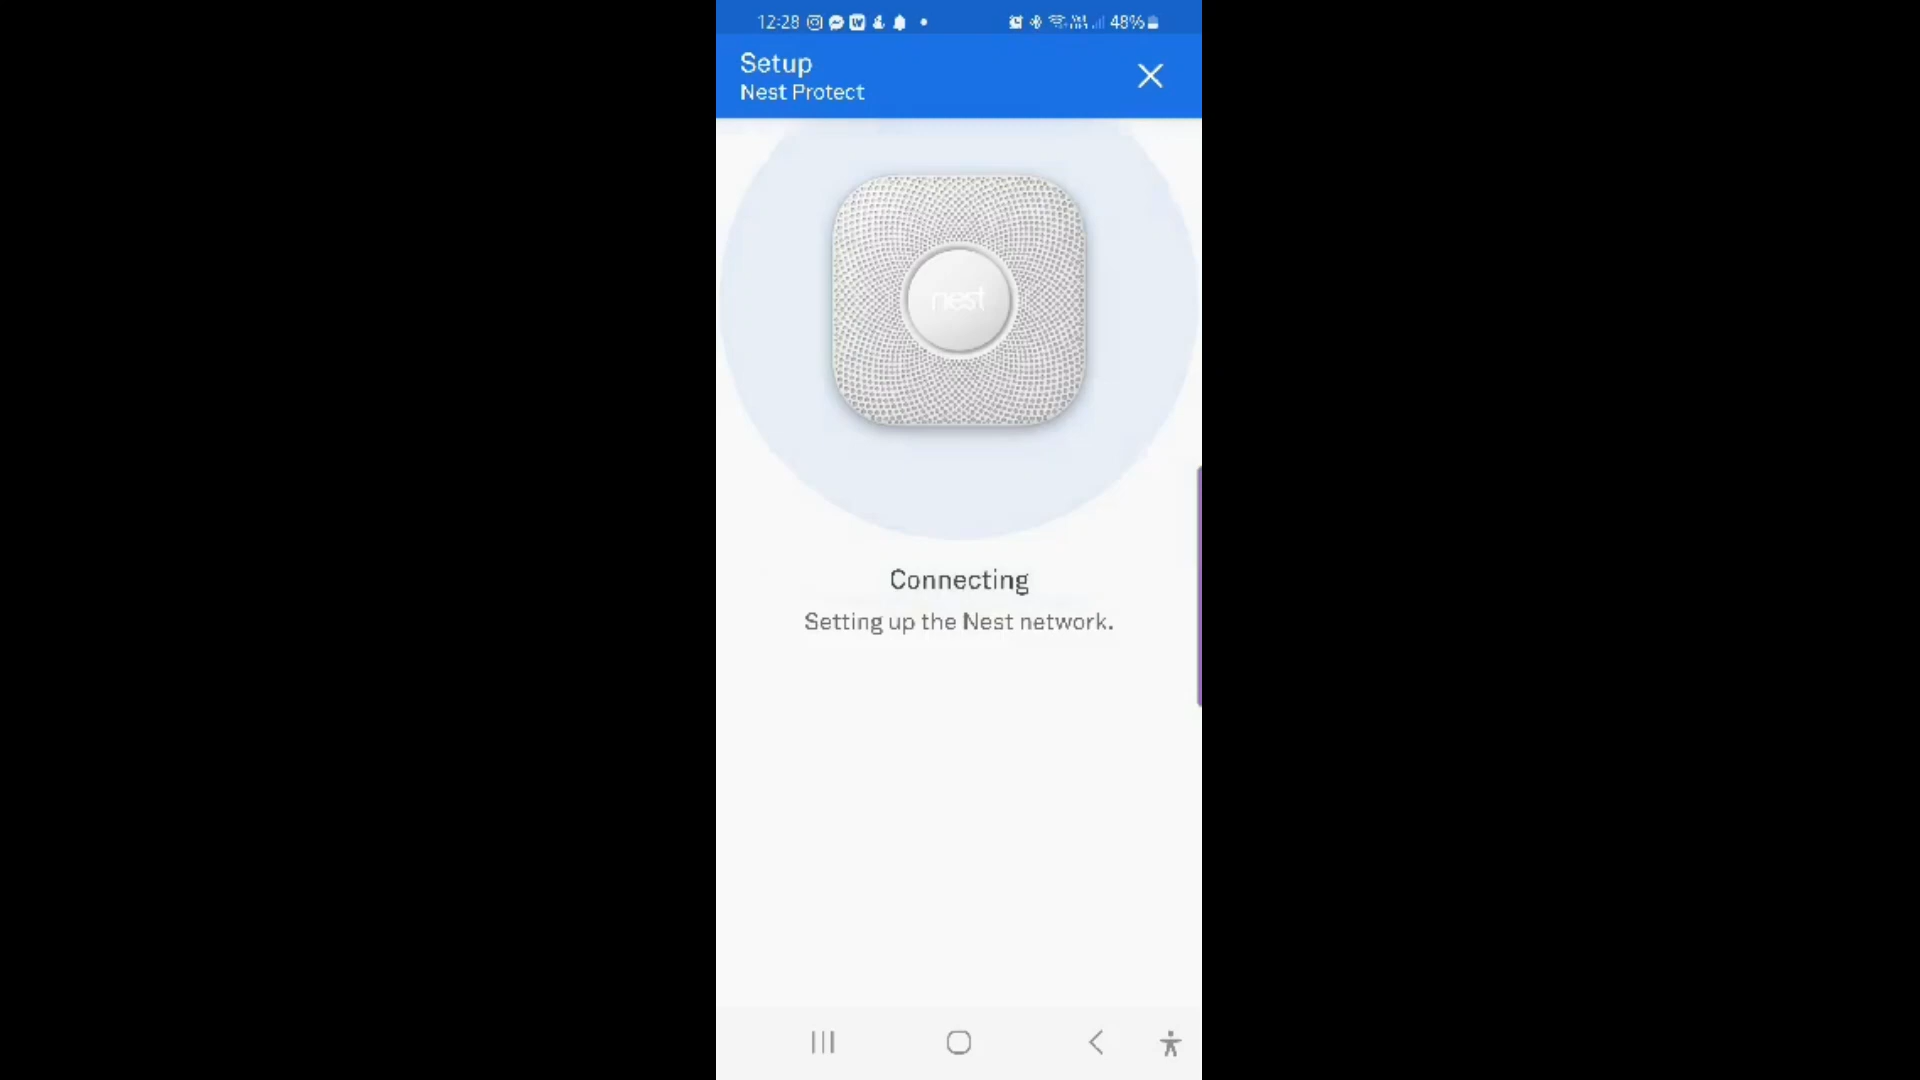 12:28 48%
Setup
Nest Protect
nest
Connecting
Setting up the Nest network.